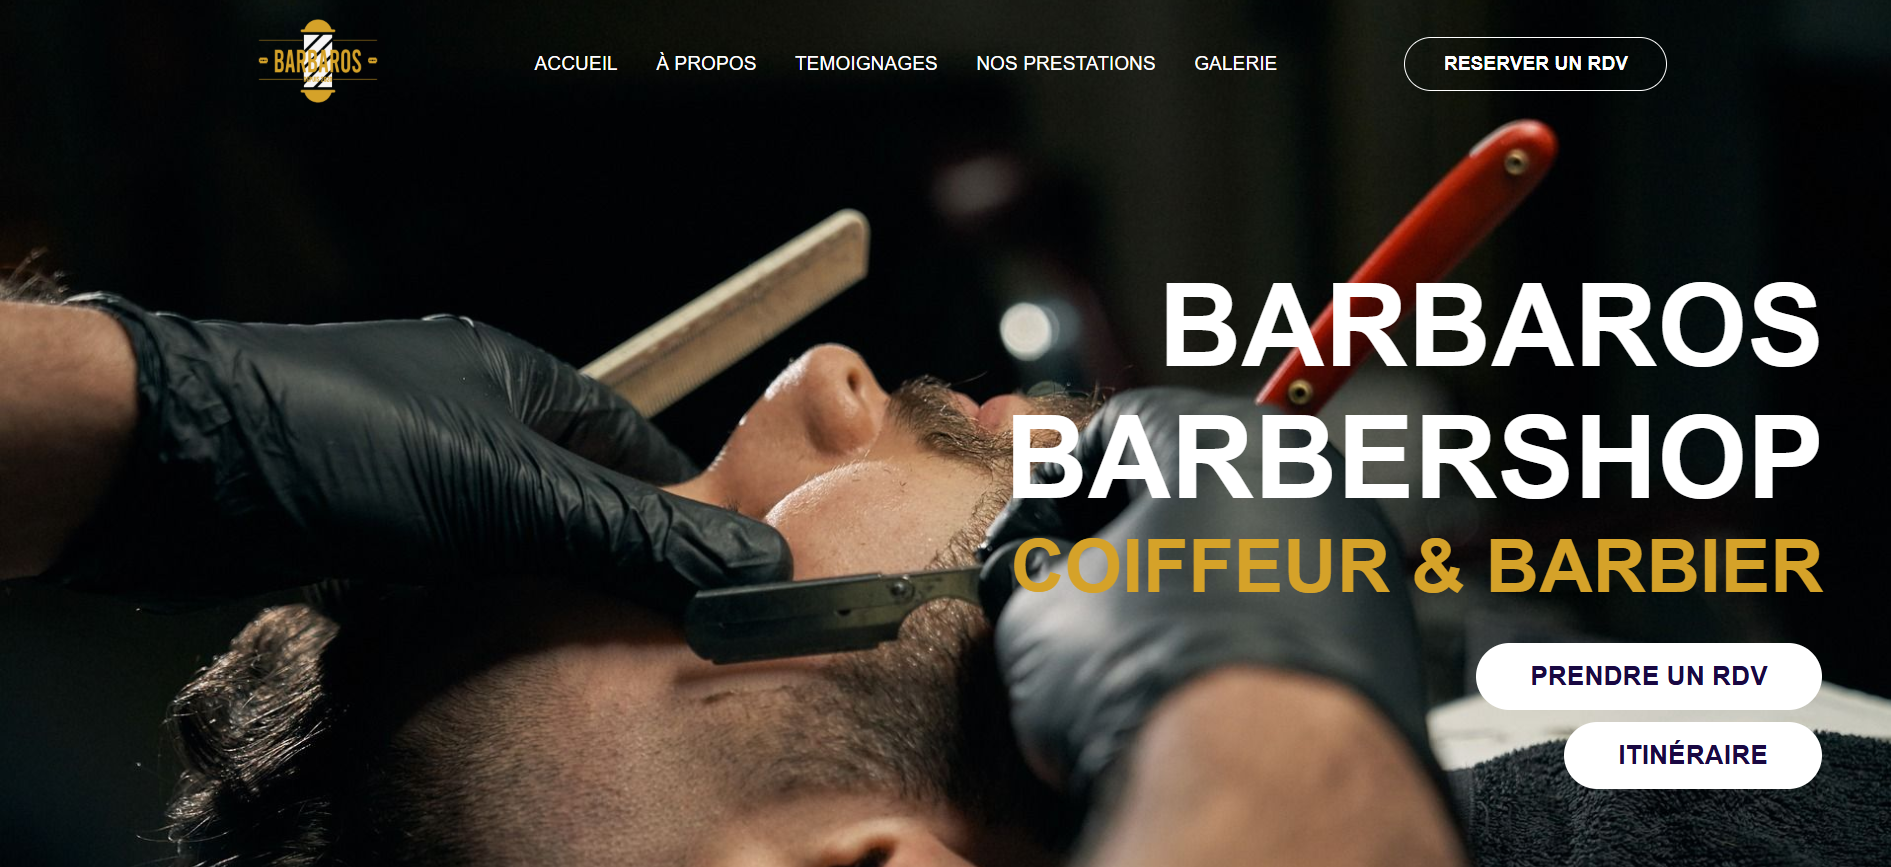 BARBAROS
ACCUEIL À PROPOS TEMOIGNAGES NOS PRESTATIONS GALERIE
RESERVER UN RDV
BARBAROS
BARBERSHOP
COIFFEUR & BARBIER
PRENDRE UN RDV
ITINÉRAIRE